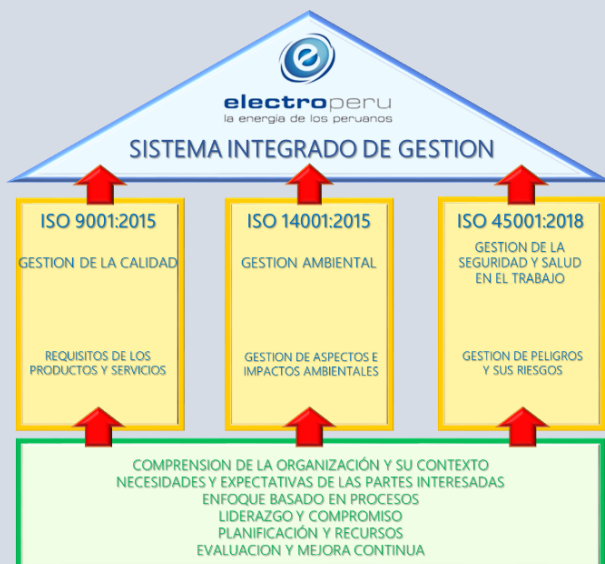 e
electroperu
la energia de los peruanos
SISTEMA INTEGRADO DE GESTION
ISO 9001:2015
GESTION DE LA CALIDAD
REQUISITOS DE LOS
PRODUCTOS Y SERVICIOS
ISO 14001:2015
GESTION AMBIENTAL
GESTION DE ASPECTOS E
IMPACTOS AMBIENTALES
ISO 45001:2018
GESTION DE LA
SEGURIDAD Y SALUD
EN EL TRABAJO
GESTION DE PELIGROS
Y SUS RIESGOS
COMPRENSION DE LA ORGANIZACIÓN Y SU CONTEXTO
NECESIDADES Y EXPECTATIVAS DE LAS PARTES INTERESADAS
ENFOQUE BASADO EN PROCESOS
LIDERAZGO Y COMPROMISO
PLANIFICACIÓN Y RECURSOS
EVALUACION Y MEJORA CONTINUA